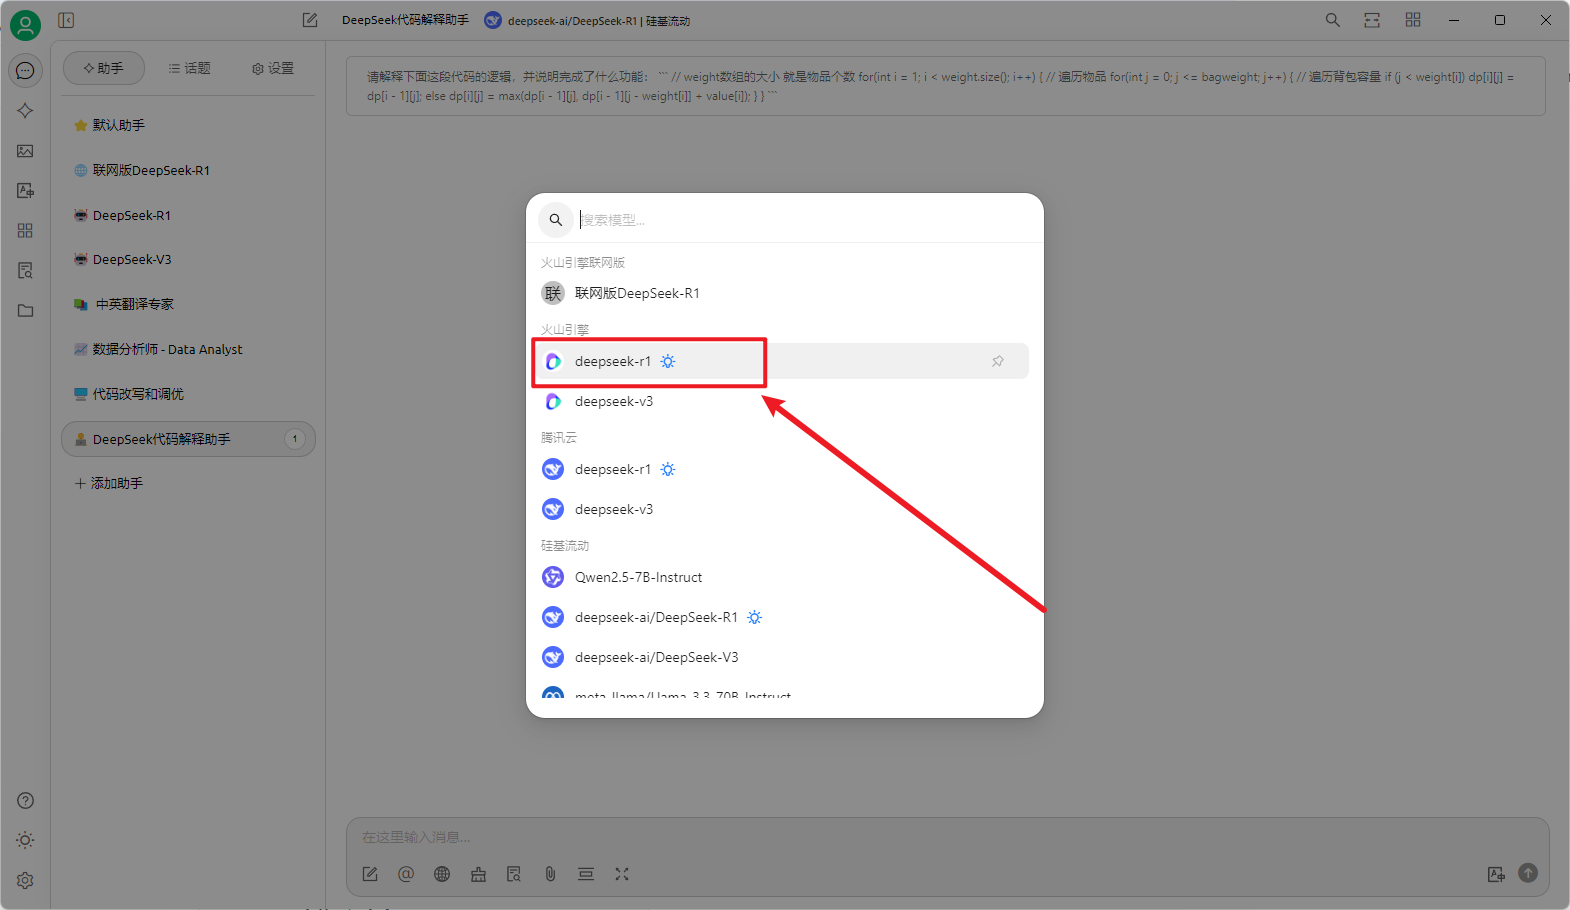 DeepSeek代码解释助手
deepseek-ai/DeepSeek-R1 | 硅基流动
助手
话题
设置
默认助手
联网版DeepSeek-R1
DeepSeek-R1
DeepSeek-V3
中英翻译专家
数据分析师 - Data Analyst
代码改写和调优
DeepSeek代码解释助手
1
添加助手
请解释下面这段代码的逻辑，并说明完成了什么功能： ``` // weight数组的大小 就是物品个数 for(int i = 1; i < weight.size(); i++) { // 遍历物品 for(int j = 0; j <= bagweight; j++) { // 遍历背包容量 if (j < weight[i]) dp[i][j] =
dp[i - 1][j]; else dp[i][j] = max(dp[i - 1][j], dp[i - 1][j - weight[i]] + value[i]); } } ```
搜索模型...
火山引擎联网版
联
联网版DeepSeek-R1
火山引擎
deepseek-r1
deepseek-v3
腾讯云
deepseek-r1
deepseek-v3
硅基流动
Qwen2.5-7B-Instruct
deepseek-ai/DeepSeek-R1
deepseek-ai/DeepSeek-V3
meta-llama/Llama-3.3-70B-Instruct
在这里输入消息...